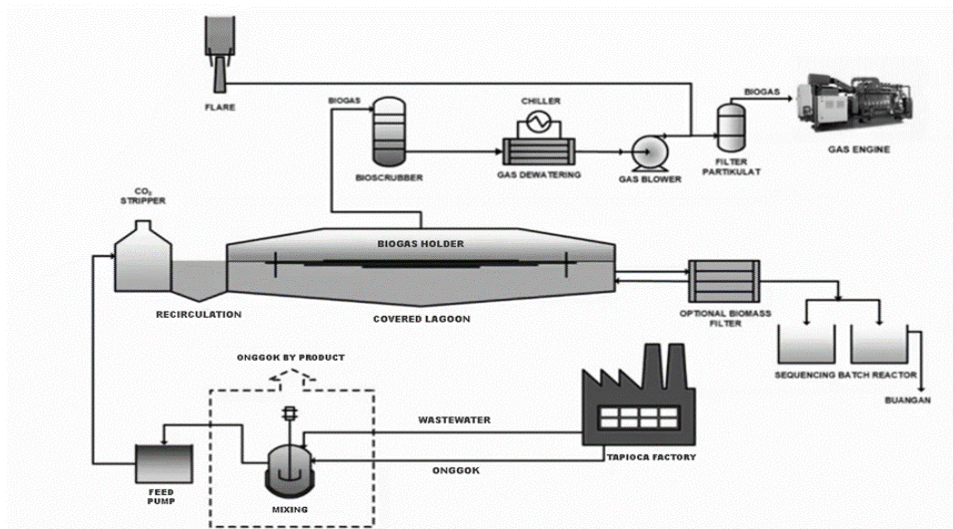 FLARE
BIOGAS
CHILLER
BIOSCRUBBER
GAS DEWATERING
GAS BLOWER
FILTER
PARTIKULAT
BIOGAS
GAS ENGINE
CO₂
STRIPPER
BIOGAS HOLDER
RECIRCULATION
COVERED LAGOON
OPTIONAL BIOMASS
FILTER
SEQUENCING BATCH REACTOR
BUANGAN
ONGGOK BY PRODUCT
WASTEWATER
TAPIOCA FACTORY
ONGGOK
FEED
PUMP
MIXING